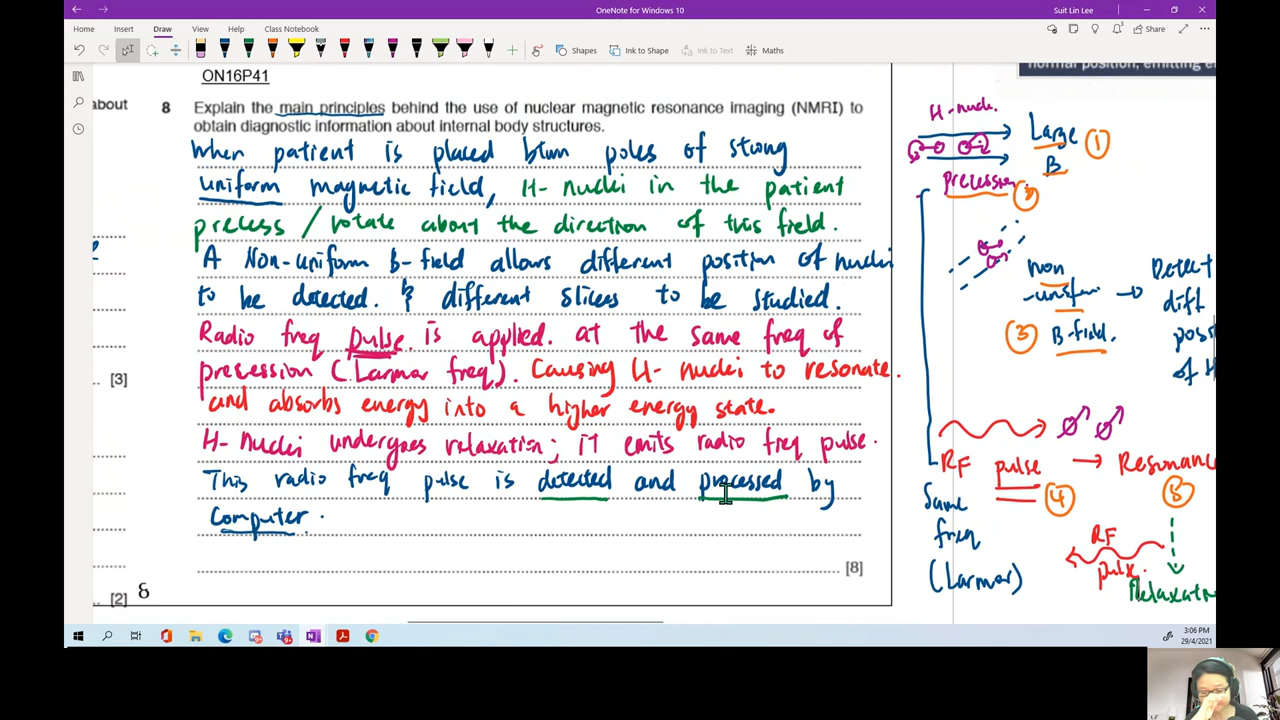 OneNote for Windows 10
Suit Lin Lee
Home Insert Draw View Help Class Notebook
Share
Shapes Ink to Shape Ink to Text Maths
ON16P41
normal position, emitting e
about
8 Explain the main principles behind the use of nuclear magnetic resonance imaging (NMRI) to
obtain diagnostic information about internal body structures.
When patient is placed btwn poles of strong
uniform magnetic field, H-nuclei in the patient
precess / rotate about the direction of this field.
A Non-uniform B-field allows different position of nuclei
to be detected. & different slices to be studied.
Radio freq pulse is applied. at the same freq of
precession (Larmar freq). Causing H-nuclei to resonate.
and absorbs energy into a higher energy state.
H-nuclei undergoes relaxation; it emits radio freq pulse.
This radio freq pulse is detected and processed by
computer.
[8]
[3]
[2]
8
H-nuclei.
Large
B
1
precession
2
non
-uniform
B-field.
3
Detect
diff
posi
of H
RF pulse
4
Resonance
5
Same
freq
(Larmar)
RF
pulse.
Relaxation
3:06 PM
29/4/2021